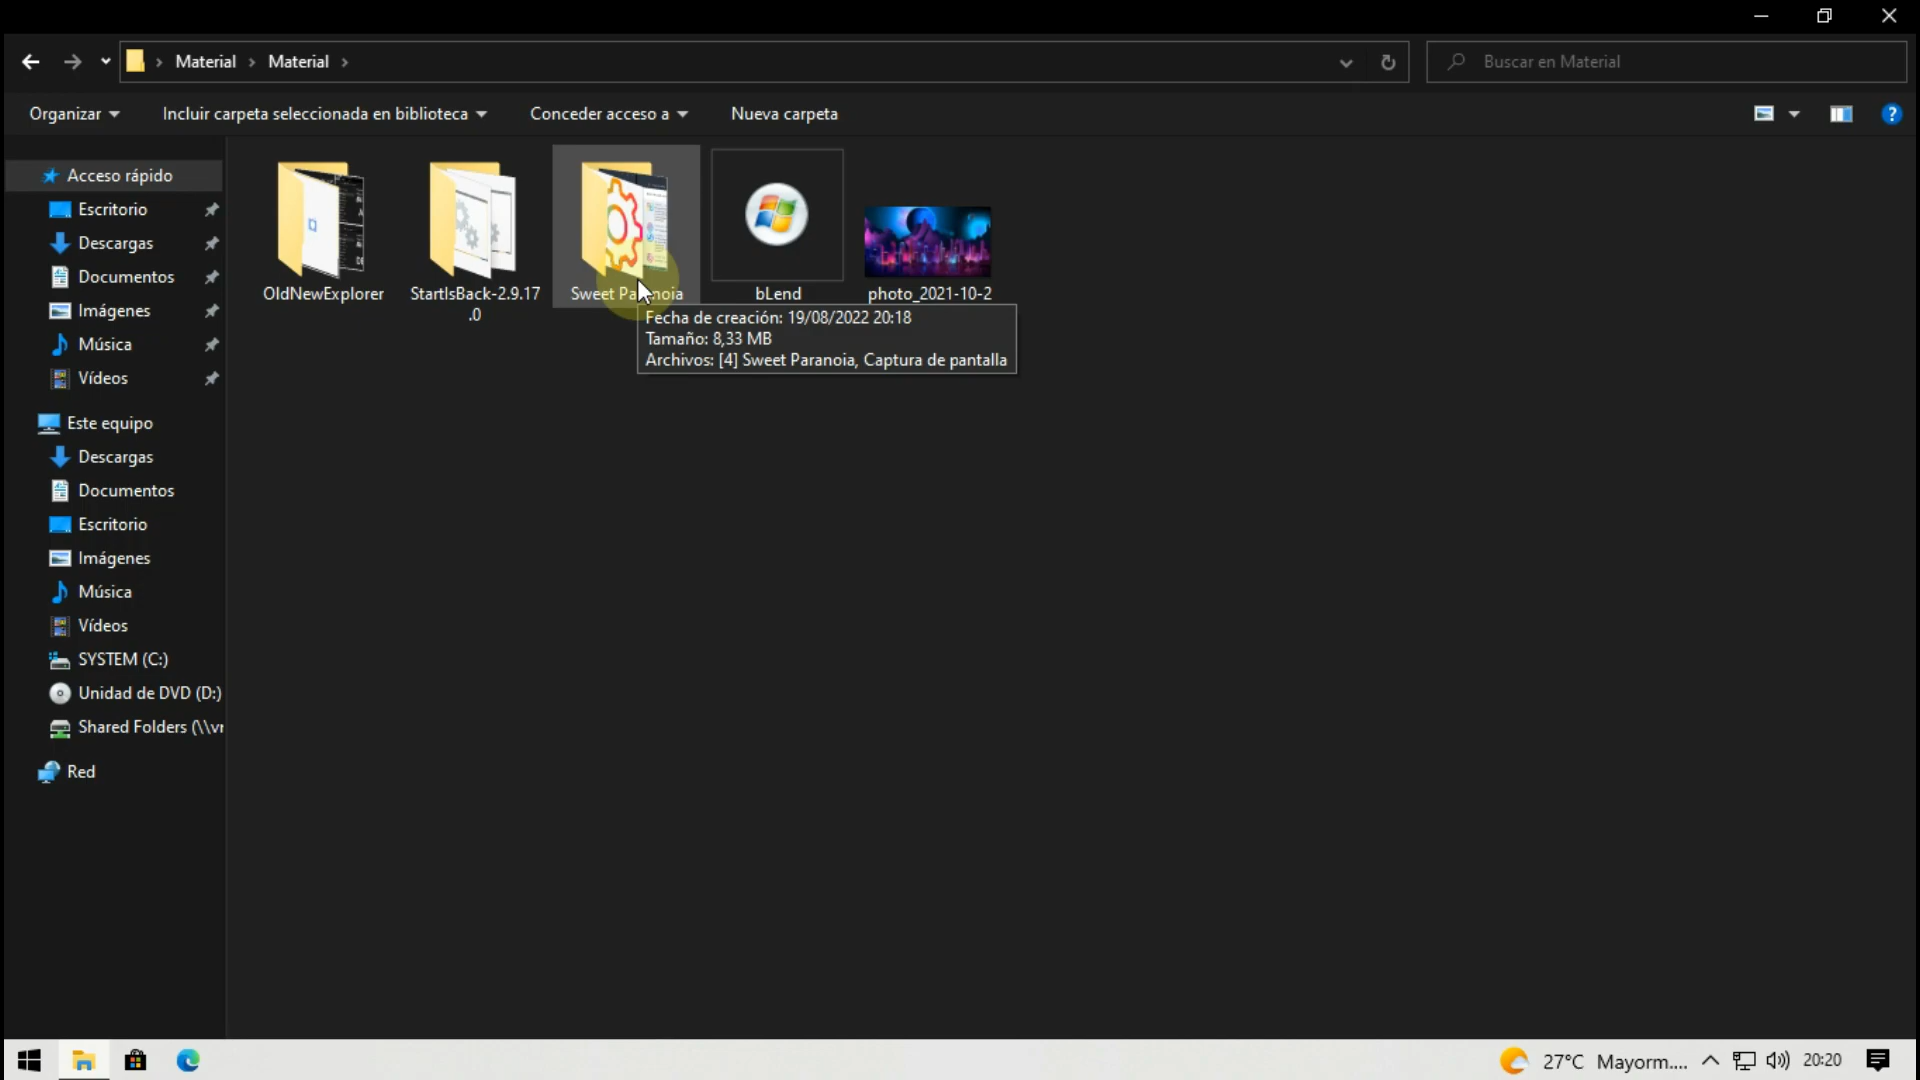 Material
Material
Buscar en Material
Organizar
Incluir carpeta seleccionada en biblioteca
Conceder acceso a
Nueva carpeta
Acceso rápido
Escritorio
Descargas
Documentos
Imágenes
Música
Vídeos
Este equipo
Descargas
Documentos
Escritorio
Imágenes
Música
Vídeos
SYSTEM (C:)
Unidad de DVD (D:)
Shared Folders (\\vr
Red
OldNewExplorer
StartIsBack-2.9.17
.0
Sweet Pa noia
bLend
photo_2021-10-2
Fecha de creación: 19/08/2022 20:18
Tamaño: 8,33 MB
Archivos: [4] Sweet Paranoia, Captura de pantalla
27°C Mayorm....
20:20